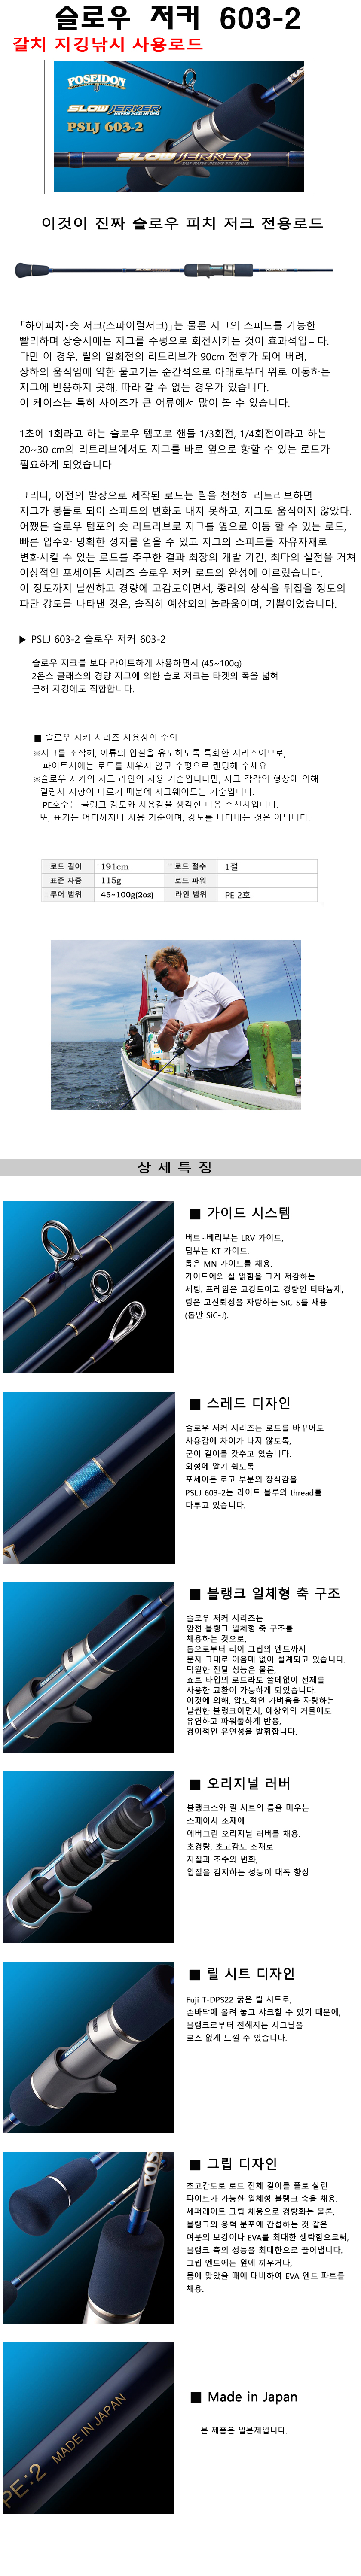 슬로우 저커 603-2
갈치 지깅낚시 사용로드
POSEIDON
SLOW JERKER
PSLJ 603-2
SLOW JERKER
이것이 진짜 슬로우 피치 저크 전용로드
「하이피치•숏 저크(스파이럴저크)」는 물론 지그의 스피드를 가능한
빨리하며 상승시에는 지그를 수평으로 회전시키는 것이 효과적입니다.
다만 이 경우, 릴의 일회전의 리트리브가 90cm 전후가 되어 버려,
상하의 움직임에 약한 물고기는 순간적으로 아래로부터 위로 이동하는
지그에 반응하지 못해, 따라 갈 수 없는 경우가 있습니다.
이 케이스는 특히 사이즈가 큰 어류에서 많이 볼 수 있습니다.
1초에 1회라고 하는 슬로우 템포로 핸들 1/3회전, 1/4회전이라고 하는
20~30 cm의 리트리브에서도 지그를 바로 옆으로 향할 수 있는 로드가
필요하게 되었습니다
그러나, 이전의 발상으로 제작된 로드는 릴을 천천히 리트리브하면
지그가 봉돌로 되어 스피드의 변화도 내지 못하고, 지그도 움직이지 않았다.
어쨌든 슬로우 템포의 숏 리트리브로 지그를 옆으로 이동 할 수 있는 로드,
빠른 입수와 명확한 정지를 얻을 수 있고 지그의 스피드를 자유자재로
변화시킬 수 있는 로드를 추구한 결과 최장의 개발 기간, 최다의 실전을 거쳐
이상적인 포세이돈 시리즈 슬로우 저커 로드의 완성에 이르렀습니다.
이 정도까지 날씬하고 경량에 고감도이면서, 종래의 상식을 뒤집을 정도의
파단 강도를 나타낸 것은, 솔직히 예상외의 놀라움이며, 기쁨이었습니다.
▶ PSLJ 603-2 슬로우 저커 603-2
슬로우 저크를 보다 라이트하게 사용하면서 (45~100g)
2온스 클래스의 경량 지그에 의한 슬로 저크는 타겟의 폭을 넓혀
근해 지깅에도 적합합니다.
■ 슬로우 저커 시리즈 사용상의 주의
※지그를 조작해, 어류의 입질을 유도하도록 특화한 시리즈이므로,
파이트시에는 로드를 세우지 않고 수평으로 랜딩해 주세요.
※슬로우 저커의 지그 라인의 사용 기준입니다만, 지그 각각의 형상에 의해
릴링시 저항이 다르기 때문에 지그웨이트는 기준입니다.
PE호수는 블랭크 강도와 사용감을 생각한 다음 추천치입니다.
또, 표기는 어디까지나 사용 기준이며, 강도를 나타내는 것은 아닙니다.
로드 길이 191cm 로드 절수 1절
표준 자중 115g 로드 파워
루어 범위 45~100g(2oz) 라인 범위 PE 2호
상 세 특 징
■ 가이드 시스템
버트~베리부는 LRV 가이드,
팁부는 KT 가이드,
톱은 MN 가이드를 채용.
가이드에의 실 얽힘을 크게 저감하는
세팅. 프레임은 고강도이고 경량인 티타늄제,
링은 고신뢰성을 자랑하는 SiC-S를 채용
(톱만 SiC-J).
■ 스레드 디자인
슬로우 저커 시리즈는 로드를 바꾸어도
사용감에 차이가 나지 않도록,
굳이 길이를 갖추고 있습니다.
외형에 알기 쉽도록
포세이돈 로고 부분의 장식감을
PSLJ 603-2는 라이트 블루의 thread를
다루고 있습니다.
■ 블랭크 일체형 축 구조
슬로우 저커 시리즈는
완전 블랭크 일체형 축 구조를
채용하는 것으로,
톱으로부터 리어 그립의 엔드까지
문자 그대로 이음매 없이 설계되고 있습니다.
탁월한 전달 성능은 물론,
쇼트 타입의 로드라도 쓸데없이 전체를
사용한 교환이 가능하게 되었습니다.
이것에 의해, 압도적인 가벼움을 자랑하는
날씬한 블랭크이면서, 예상외의 거물에도
유연하고 파워풀하게 반응,
경이적인 유연성을 발휘합니다.
■ 오리지널 러버
블랭크스와 릴 시트의 틈을 메우는
스페이서 소재에
에버그린 오리지날 러버를 채용.
초경량, 초고감도 소재로
지질과 조수의 변화,
입질을 감지하는 성능이 대폭 향상
■ 릴 시트 디자인
Fuji T-DPS22 굵은 릴 시트로,
손바닥에 올려 놓고 샤크할 수 있기 때문에,
블랭크로부터 전해지는 시그널을
로스 없게 느낄 수 있습니다.
■ 그립 디자인
초고감도로 로드 전체 길이를 풀로 살린
파이트가 가능한 일체형 블랭크 축을 채용.
세퍼레이트 그립 채용으로 경량화는 물론,
블랭크의 응력 분포에 간섭하는 것 같은
여분의 보강이나 EVA를 최대한 생략함으로써,
블랭크 축의 성능을 최대한으로 끌어냅니다.
그립 엔드에는 옆에 끼우거나,
몸에 맞았을 때에 대비하여 EVA 엔드 파트를
채용.
PE:2 MADE IN JAPAN
■ Made in Japan
본 제품은 일본제입니다.